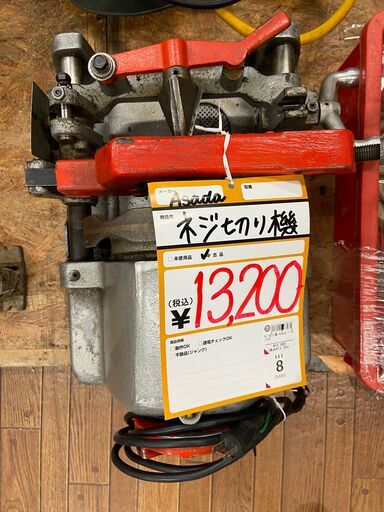 メーカー Asada 型番
商品名 ネジ切り機
□未使用品 ✓中古品
(税込) ¥13,200
商品情報 □通電チェックOK
□動作OK
□不動品(ジャンク)
8